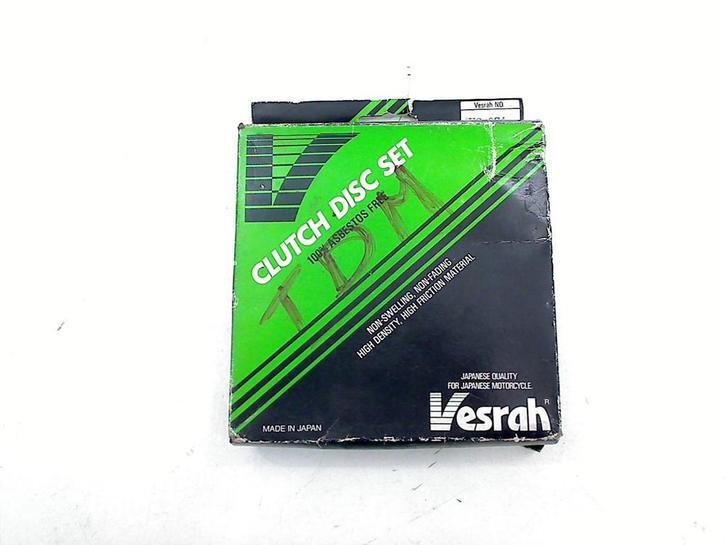 Vesrah NO.
CLUTCH DISC SET
100% ASBESTOS FREE
TDM
NON-SWELLING, NON-FADING
HIGH DENSITY, HIGH FRICTION MATERIAL
JAPANESE QUALITY
FOR JAPANESE MOTORCYCLE.
Vesrah R
MADE IN JAPAN